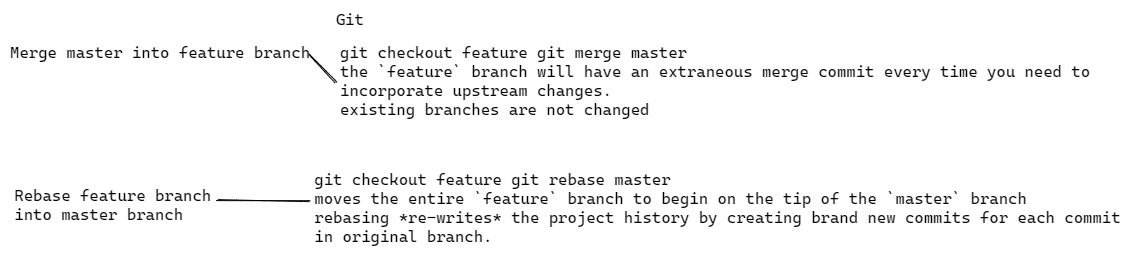 Git
Merge master into feature branch
git checkout feature git merge master
the `feature` branch will have an extraneous merge commit every time you need to
incorporate upstream changes.
existing branches are not changed
Rebase feature branch
into master branch
git checkout feature git rebase master
moves the entire `feature` branch to begin on the tip of the `master` branch
rebasing *re-writes* the project history by creating brand new commits for each commit
in original branch.